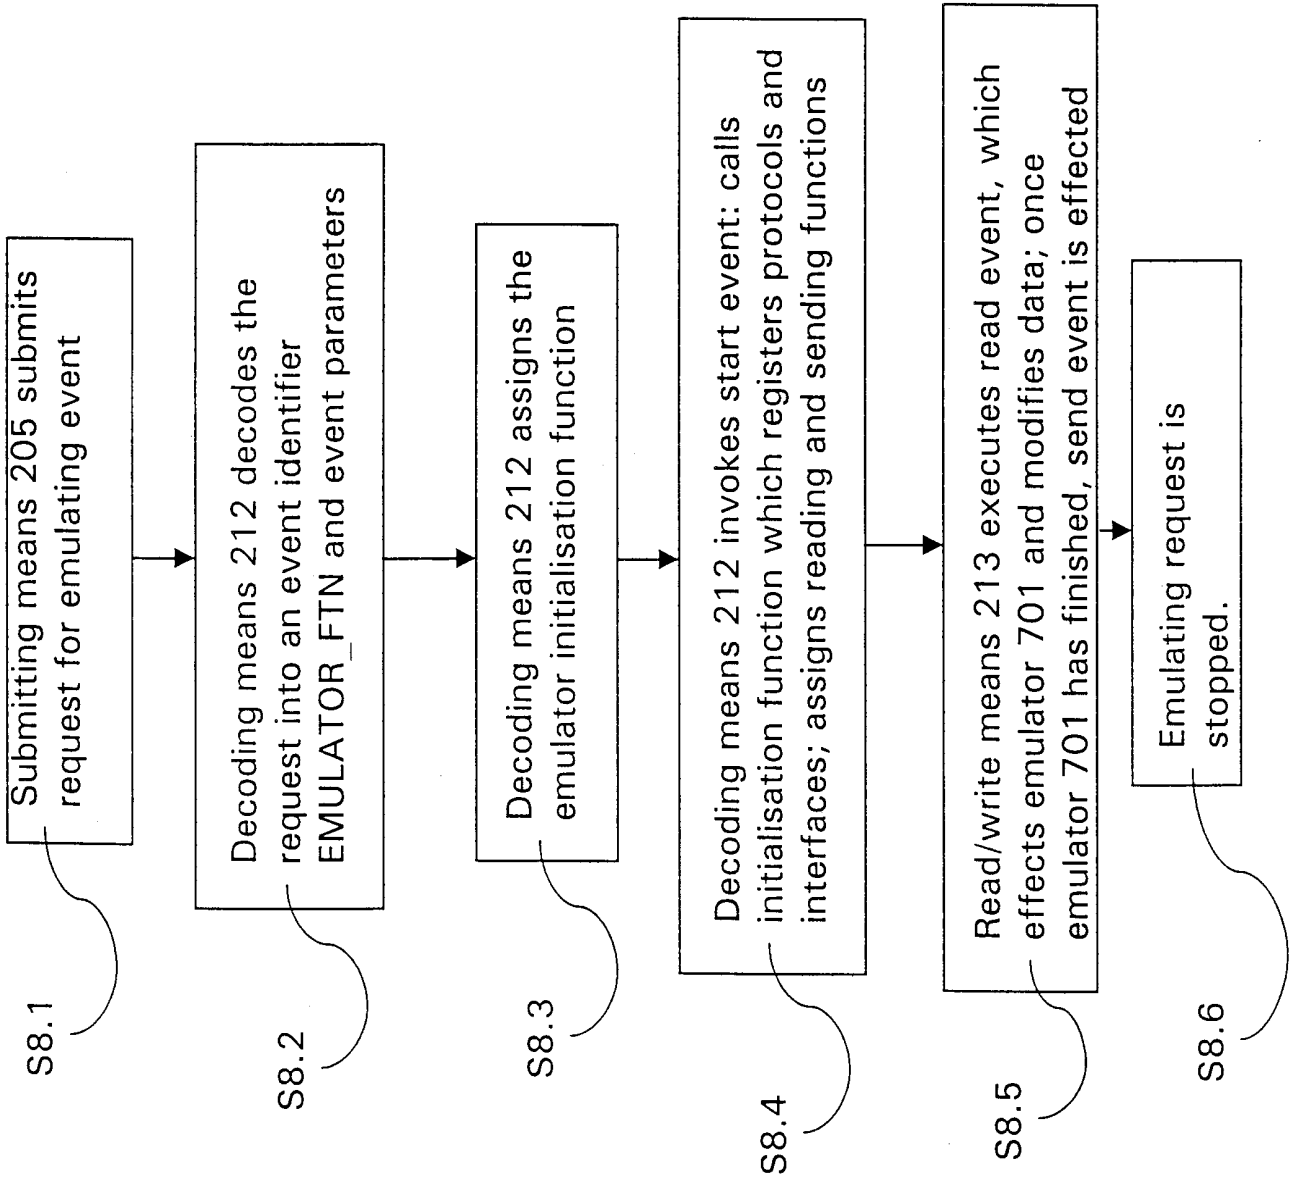 S8.1
Submitting means 205 submits
request for emulating event
S8.2
Decoding means 212 decodes the
request into an event identifier
EMULATOR_FTN and event parameters
S8.3
Decoding means 212 assigns the
emulator initialisation function
S8.4
Decoding means 212 invokes start event: calls
initialisation function which registers protocols and
interfaces; assigns reading and sending functions
S8.5
Read/write means 213 executes read event, which
effects emulator 701 and modifies data; once
emulator 701 has finished, send event is effected
S8.6
Emulating request is
stopped.